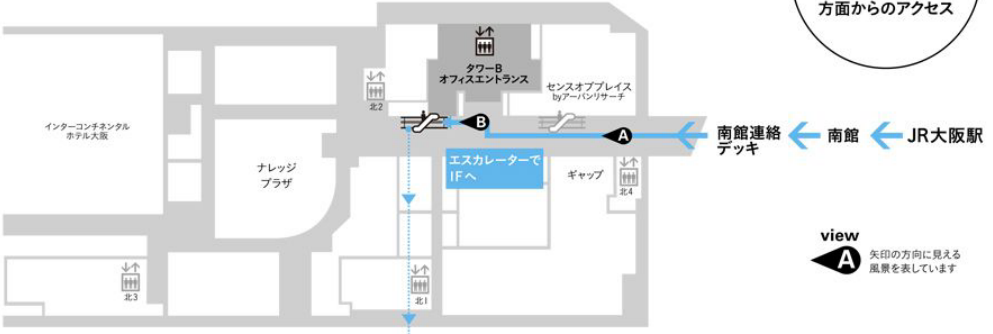 方面からのアクセス
タワーB
オフィスエントランス
センスオブプレイス
byアーバンリサーチ
北2
インターコンチネンタル
ホテル大阪
B
A
南館連絡
デッキ
南館
JR大阪駅
エスカレーターで
1Fへ
ナレッジ
プラザ
ギャップ
北4
view
A
矢印の方向に見える
風景を表しています
北3
北1